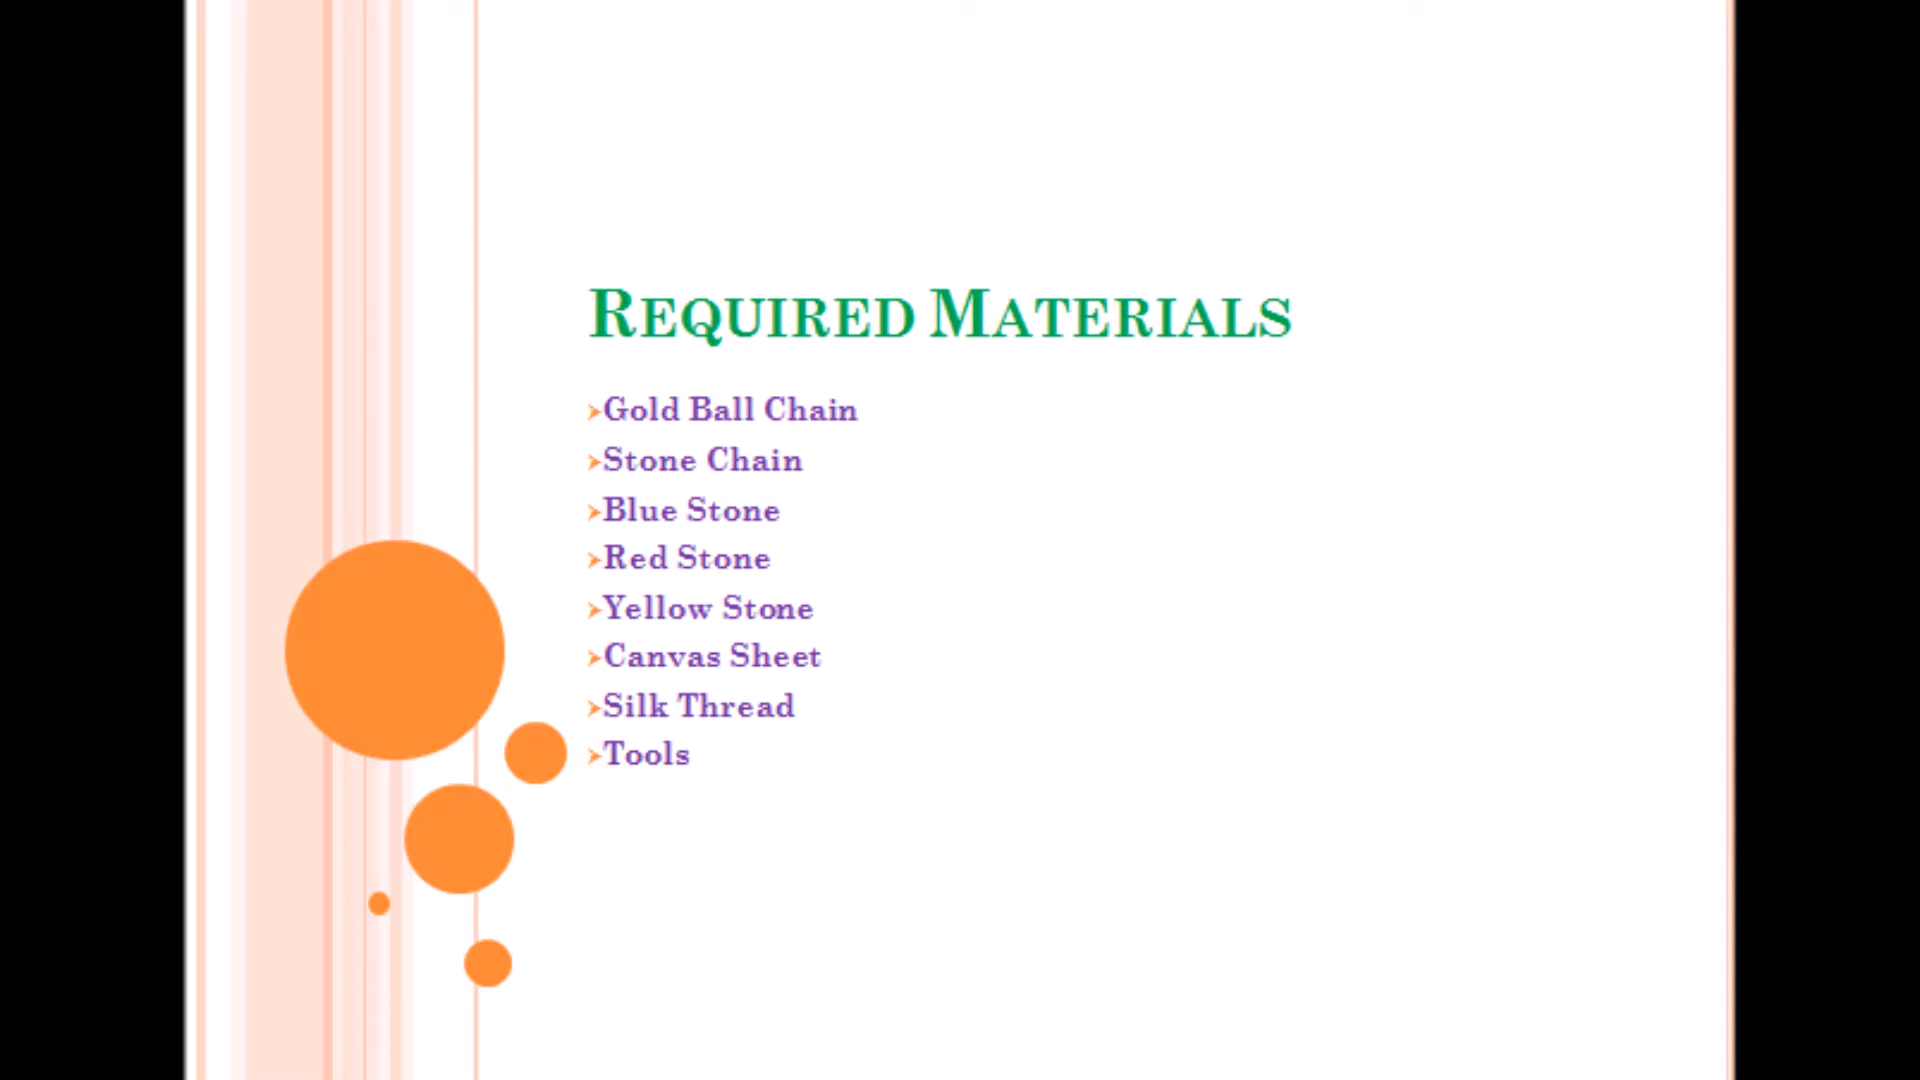 Required Materials
➢Gold Ball Chain
➢Stone Chain
➢Blue Stone
➢Red Stone
➢Yellow Stone
➢Canvas Sheet
➢Silk Thread
➢Tools